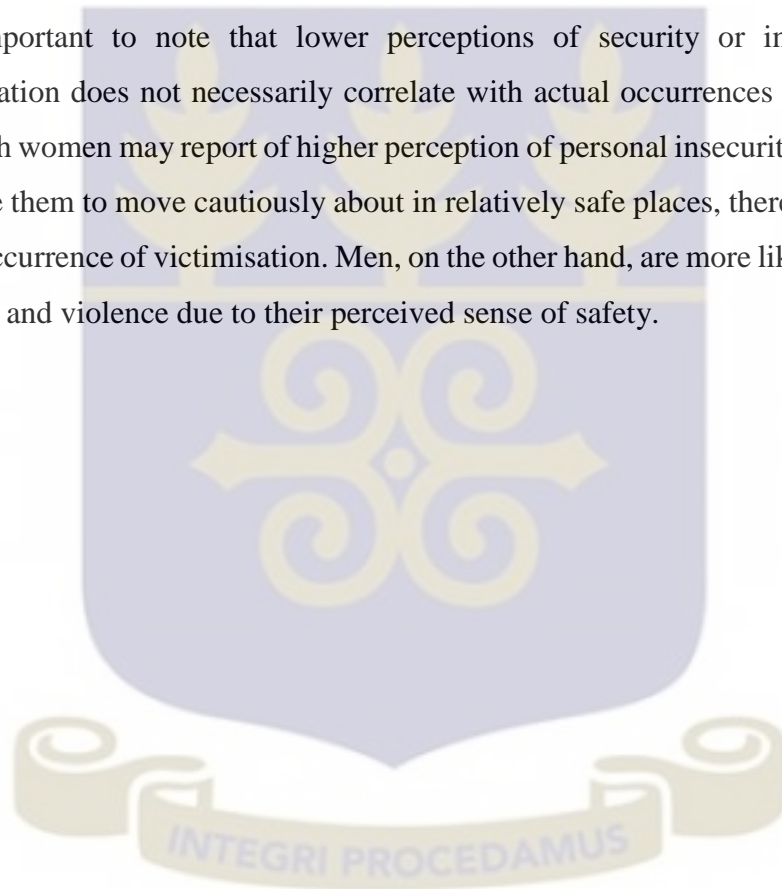 mportant to note that lower perceptions of security or in
ation does not necessarily correlate with actual occurrences
h women may report of higher perception of personal insecurit
e them to move cautiously about in relatively safe places, there
ccurrence of victimisation. Men, on the other hand, are more lik
and violence due to their perceived sense of safety.
INTEGRI PROCEDAMUS